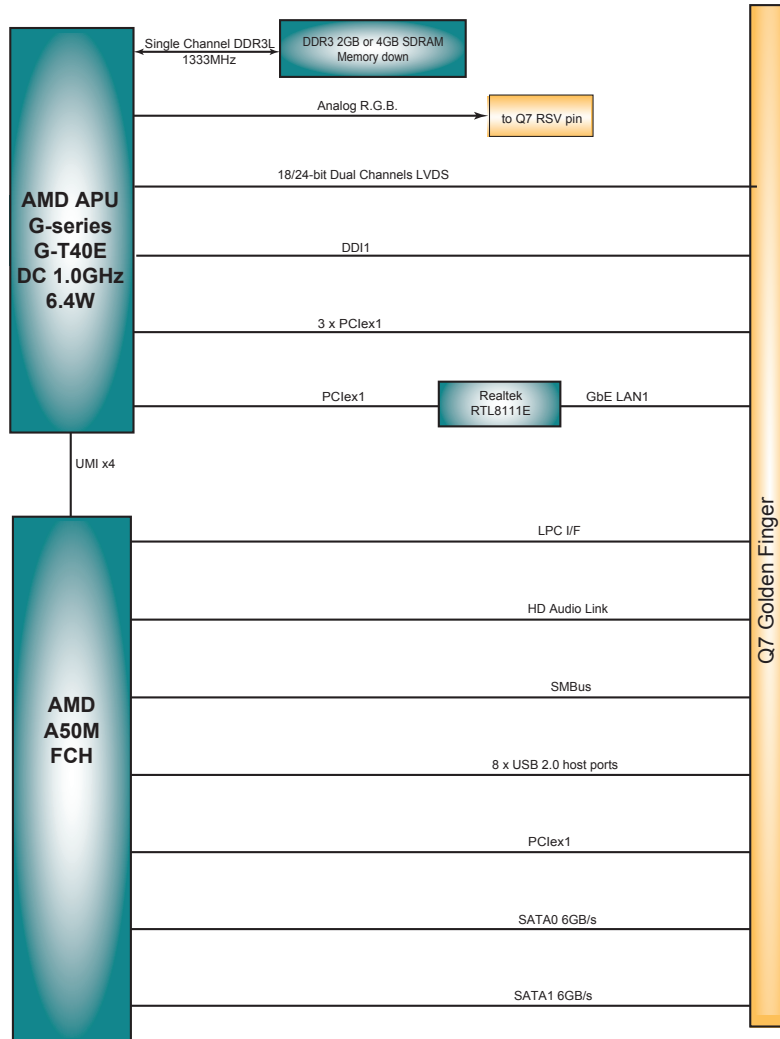 Single Channel DDR3L
1333MHz
DDR3 2GB or 4GB SDRAM
Memory down
Analog R.G.B.
to Q7 RSV pin
18/24-bit Dual Channels LVDS
AMD APU
G-series
G-T40E
DC 1.0GHz
6.4W
DDI1
3 x PCIex1
PCIex1
Realtek
RTL8111E
GbE LAN1
UMI x4
Q7 Golden Finger
LPC I/F
HD Audio Link
SMBus
AMD
A50M
FCH
8 x USB 2.0 host ports
PCIex1
SATA0 6GB/s
SATA1 6GB/s